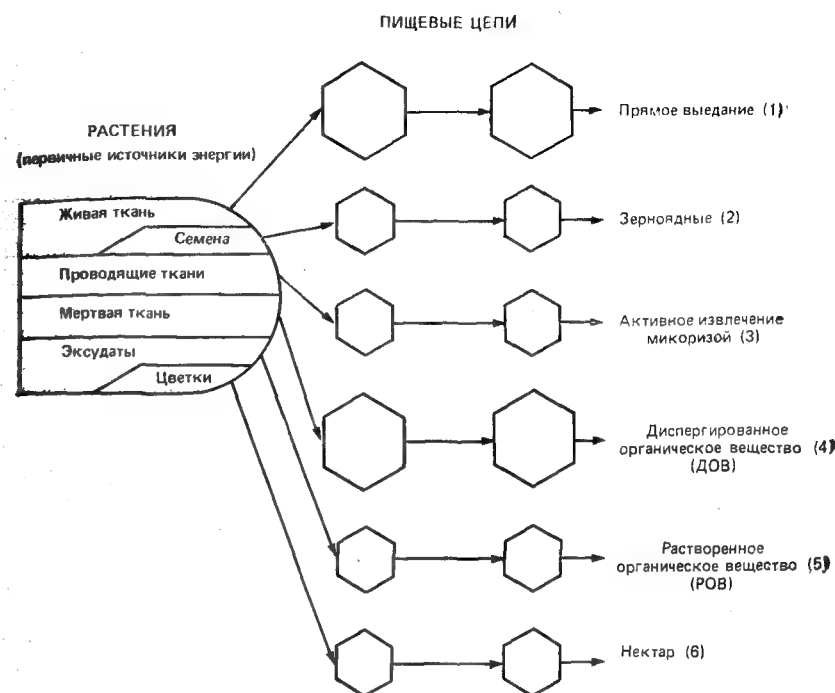 ПИЩЕВЫЕ ЦЕПИ
РАСТЕНИЯ
(первичные источники энергии)
Живая ткань
Семена
Проводящие ткани
Мертвая ткань
Эксудаты
Цветки
Прямое выедание (1)
Зерноядные (2)
Активное извлечение
микоризой (3)
Диспергированное
органическое вещество (4)
(ДОВ)
Растворенное
органическое вещество (5)
(РОВ)
Нектар (6)